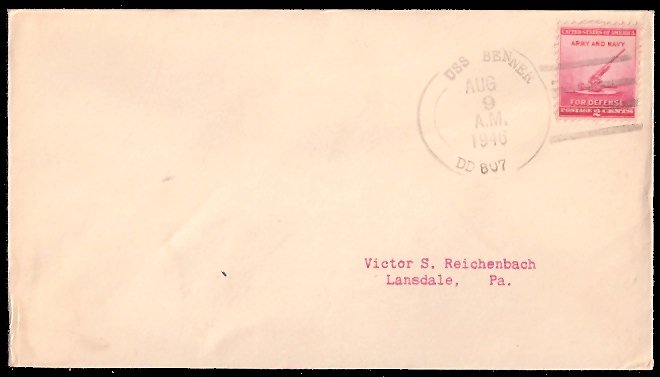 USS BENNER
AUG
9
A.M.
1946
DD 807
UNITED STATES OF AMERICA
ARMY AND NAVY
FOR DEFENSE
POSTAGE 2 CENTS
Victor S. Reichenbach
Lansdale, Pa.